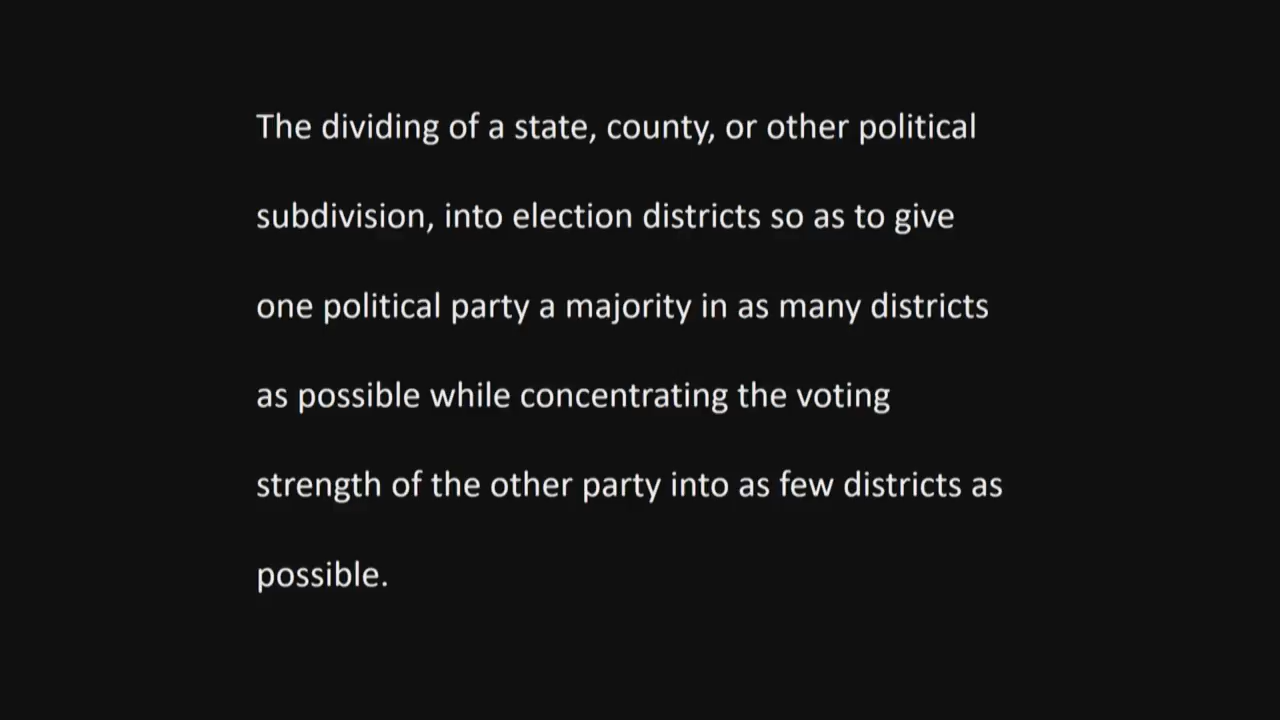 The dividing of a state, county, or other political
subdivision, into election districts so as to give
one political party a majority in as many districts
as possible while concentrating the voting
strength of the other party into as few districts as
possible.